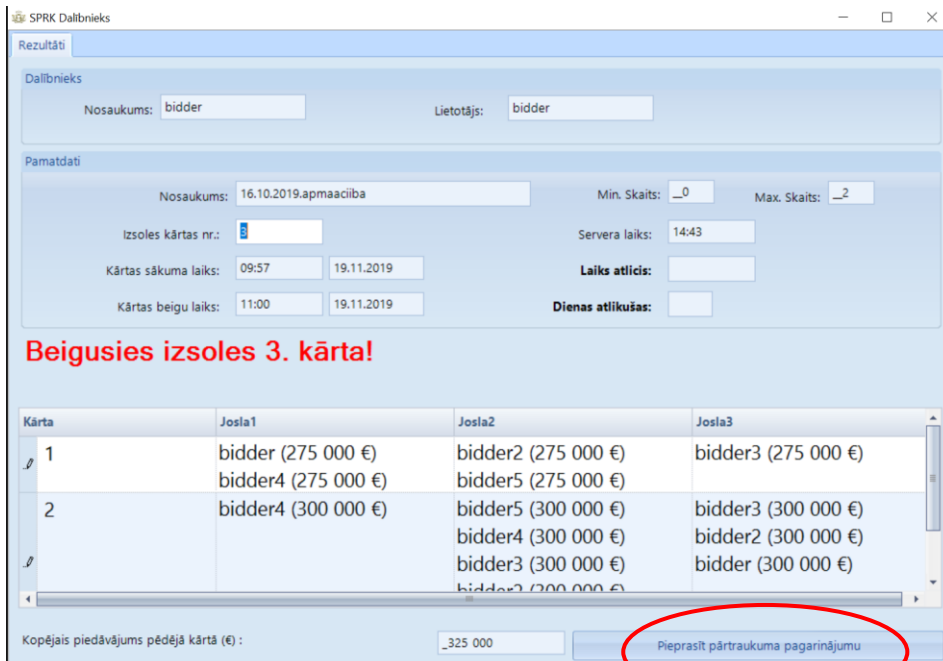 SPRK Dalībnieks
Rezultāti
Dalībnieks
Nosaukums: bidder Lietotājs: bidder
Pamatdati
Nosaukums: 16.10.2019.apmaaciiba Min. Skaits: _0 Max. Skaits: _2
Izsoles kārtas nr.: 3 Servera laiks: 14:43
Kārtas sākuma laiks: 09:57 19.11.2019 Laiks atlicis:
Kārtas beigu laiks: 11:00 19.11.2019 Dienas atlikušas:
Beigusies izsoles 3. kārta!
Kārta Josla1 Josla2 Josla3
1 bidder (275 000 €) bidder2 (275 000 €) bidder3 (275 000 €)
bidder4 (275 000 €) bidder5 (275 000 €)
2 bidder4 (300 000 €) bidder5 (300 000 €) bidder3 (300 000 €)
bidder4 (300 000 €) bidder2 (300 000 €)
bidder3 (300 000 €) bidder (300 000 €)
bidder2 (300 000 €)
Kopējais piedāvājums pēdējā kārtā (€) : _325 000 Pieprasīt pārtraukuma pagarinājumu